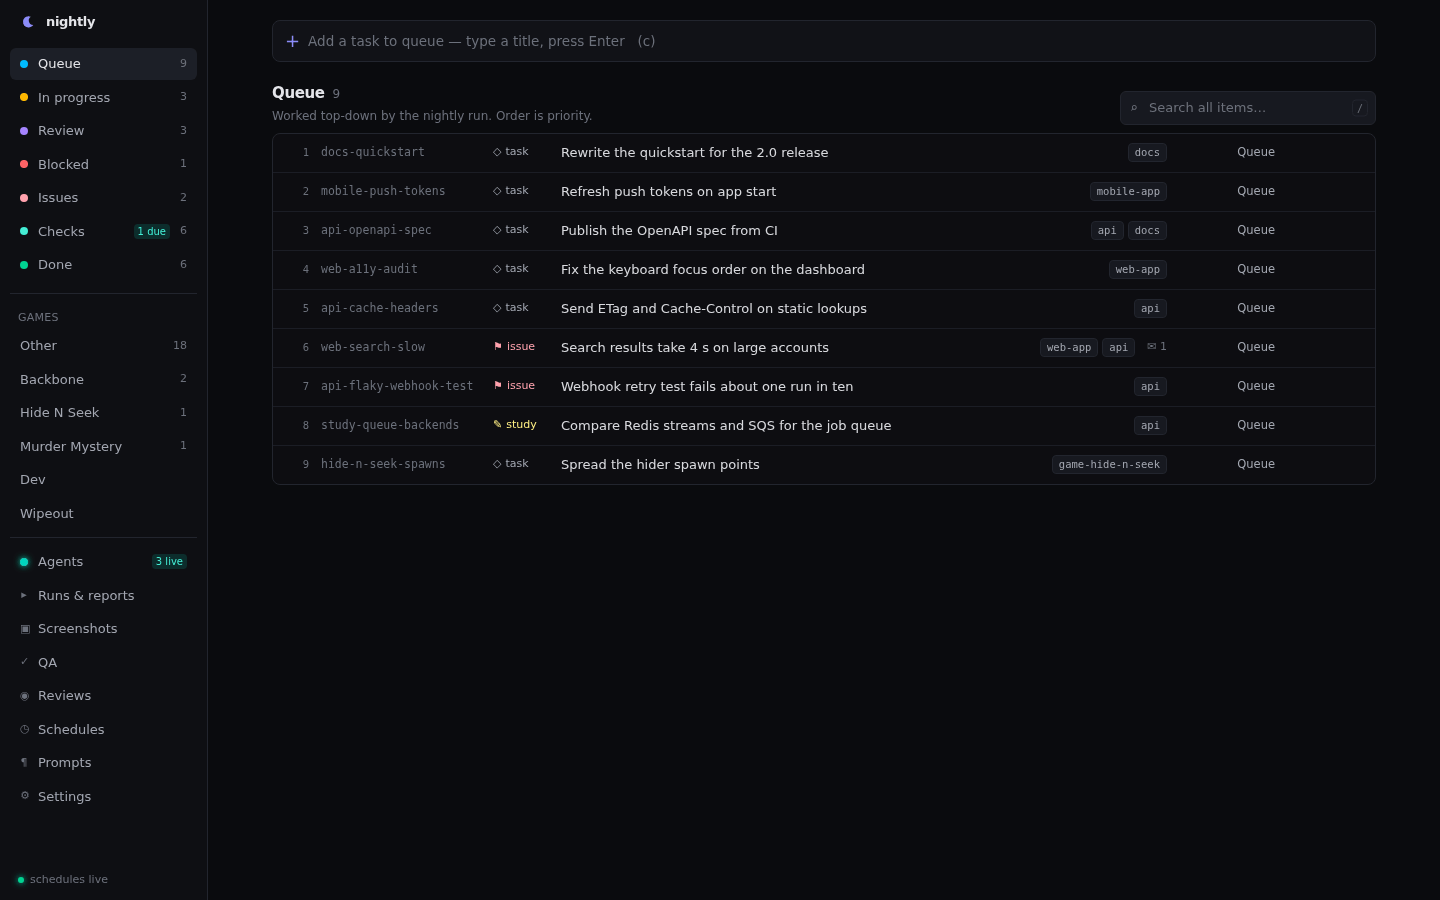 nightly
Queue 9
In progress 3
Review 3
Blocked 1
Issues 2
Checks 1 due 6
Done 6
GAMES
Other 18
Backbone 2
Hide N Seek 1
Murder Mystery 1
Dev
Wipeout
Agents 3 live
Runs & reports
Screenshots
QA
Reviews
Schedules
Prompts
Settings
schedules live
+ Add a task to queue — type a title, press Enter (c)
Queue 9
Worked top-down by the nightly run. Order is priority.
Search all items... /
1 docs-quickstart ◇ task Rewrite the quickstart for the 2.0 release docs Queue
2 mobile-push-tokens ◇ task Refresh push tokens on app start mobile-app Queue
3 api-openapi-spec ◇ task Publish the OpenAPI spec from CI api docs Queue
4 web-a11y-audit ◇ task Fix the keyboard focus order on the dashboard web-app Queue
5 api-cache-headers ◇ task Send ETag and Cache-Control on static lookups api Queue
6 web-search-slow ⚑ issue Search results take 4 s on large accounts web-app api ✉ 1 Queue
7 api-flaky-webhook-test ⚑ issue Webhook retry test fails about one run in ten api Queue
8 study-queue-backends ✎ study Compare Redis streams and SQS for the job queue api Queue
9 hide-n-seek-spawns ◇ task Spread the hider spawn points game-hide-n-seek Queue